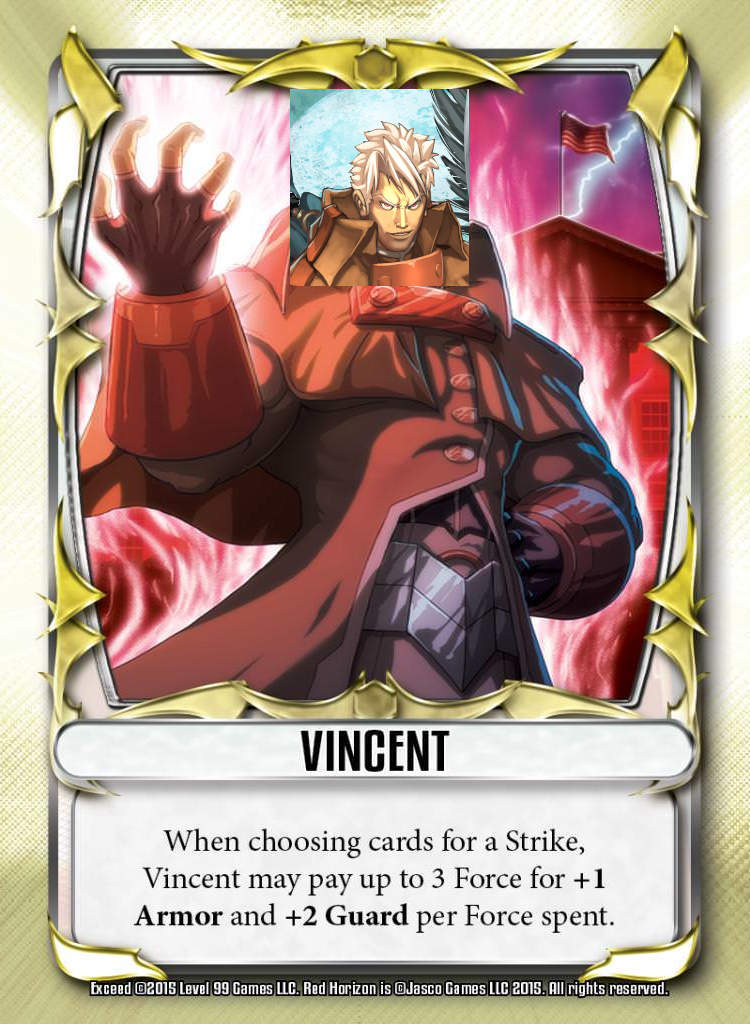 VINCENT
When choosing cards for a Strike,
Vincent may pay up to 3 Force for +1
Armor and +2 Guard per Force spent.
Exceed ©2015 Level 99 Games LLC. Red Horizon is ©Jasco Games LLC 2015. All rights reserved.